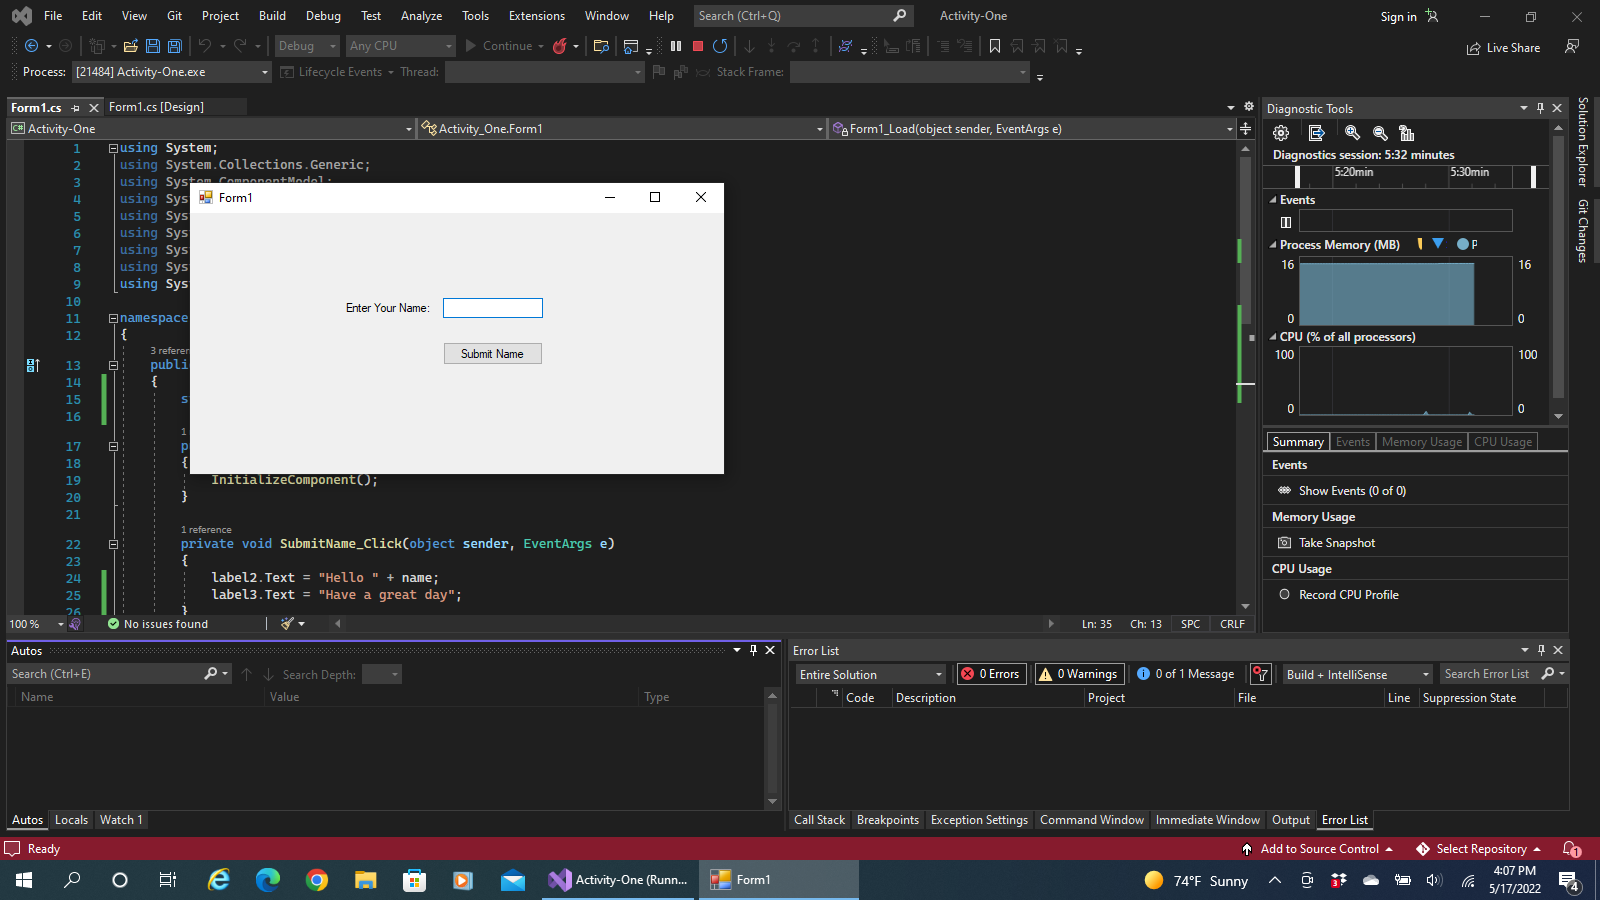 File Edit View Git Project Build Debug Test Analyze Tools Extensions Window Help Search (Ctrl+Q) Activity-One Sign in
Debug Any CPU Continue Live Share
Process: [21484] Activity-One.exe Lifecycle Events Thread: Stack Frame:
Form1.cs Form1.cs [Design]
C# Activity-One Activity_One.Form1 Form1_Load(object sender, EventArgs e)
1 using System;
2 using System.Collections.Generic;
3 using System.ComponentModel;
4 using Sys
5 using Sys
6 using Sys
7 using Sys
8 using Sys
9 using Sys
10
11 namespace
12 {
3 referenc
13 publi
14 {
15 s
16
1
17 p
18 {
19 InitializeComponent();
20 }
21
1 reference
22 private void SubmitName_Click(object sender, EventArgs e)
23 {
24 label2.Text = "Hello " + name;
25 label3.Text = "Have a great day";
26 }
Form1
Enter Your Name:
Submit Name
100 % No issues found Ln: 35 Ch: 13 SPC CRLF
Diagnostic Tools
Diagnostics session: 5:32 minutes
5:20min 5:30min
Events
Process Memory (MB) P
16 16
0 0
CPU (% of all processors)
100 100
0 0
Summary Events Memory Usage CPU Usage
Events
Show Events (0 of 0)
Memory Usage
Take Snapshot
CPU Usage
Record CPU Profile
Solution Explorer
Git Changes
Autos
Search (Ctrl+E) Search Depth:
Name Value Type
Autos Locals Watch 1
Error List
Entire Solution 0 Errors 0 Warnings 0 of 1 Message Build + IntelliSense Search Error List
Code Description Project File Line Suppression State
Call Stack Breakpoints Exception Settings Command Window Immediate Window Output Error List
Ready Add to Source Control Select Repository 1
Activity-One (Runn... Form1 74°F Sunny 3 4:07 PM
5/17/2022 4